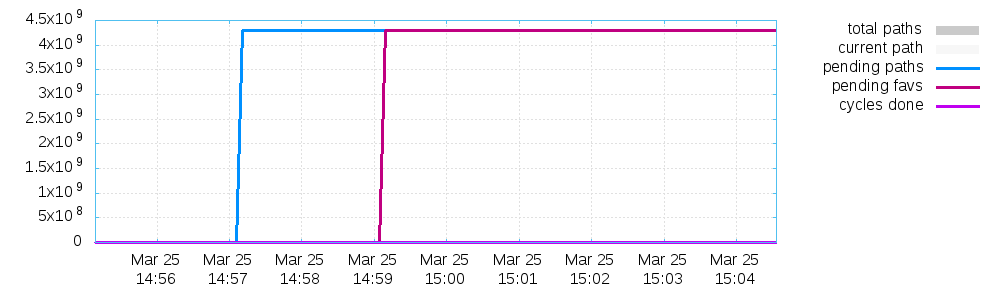 4.5x10^9
4x10^9
3.5x10^9
3x10^9
2.5x10^9
2x10^9
1.5x10^9
1x10^9
5x10^8
0
Mar 25 Mar 25 Mar 25 Mar 25 Mar 25 Mar 25 Mar 25 Mar 25 Mar 25
14:56 14:57 14:58 14:59 15:00 15:01 15:02 15:03 15:04
total paths
current path
pending paths
pending favs
cycles done